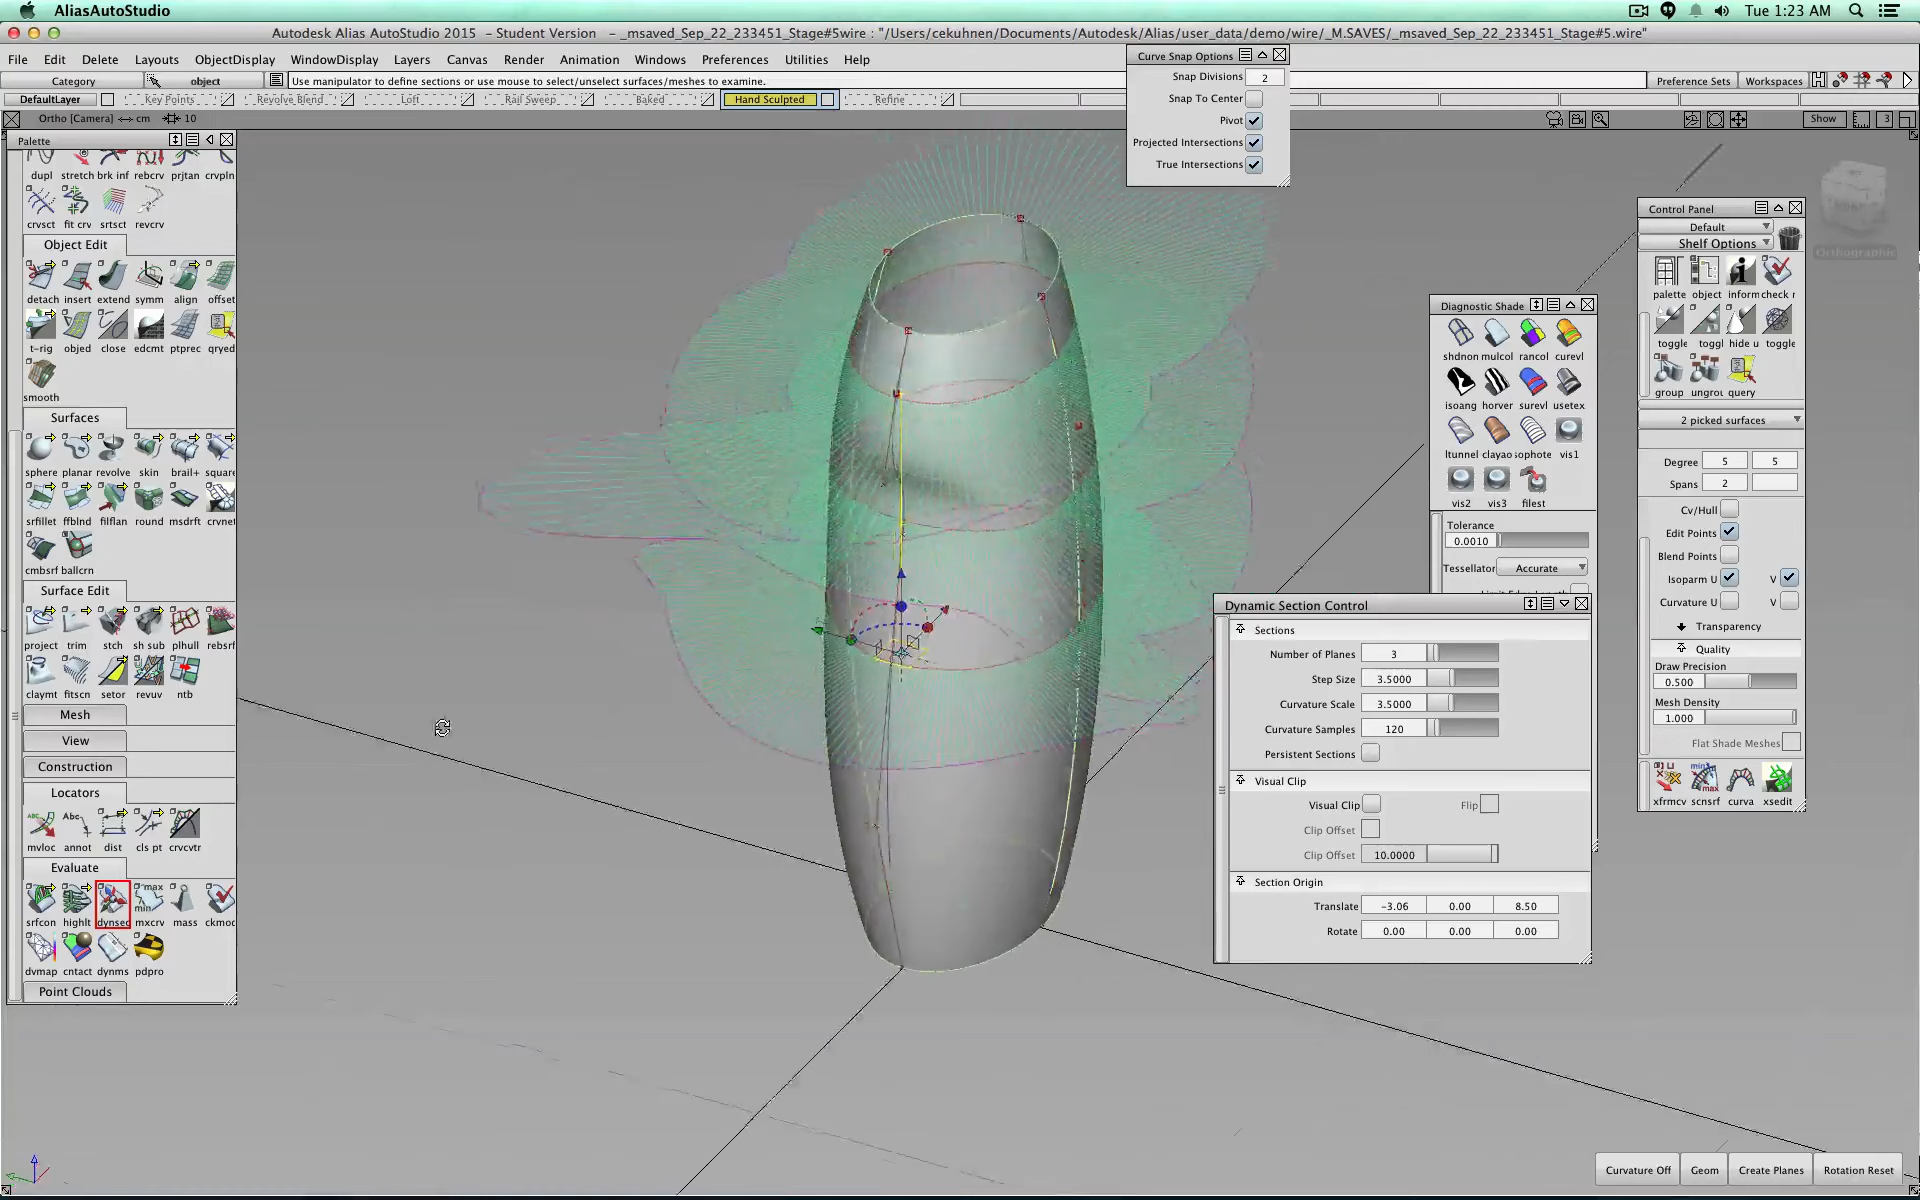 AliasAutoStudio
Tue 1:23 AM
Autodesk Alias AutoStudio 2015 - Student Version - _msaved_Sep_22_233451_Stage#5wire : "/Users/cekuhnen/Documents/Autodesk/Alias/user_data/demo/wire/_M.SAVES/_msaved_Sep_22_233451_Stage#5.wire"
File Edit Delete Layouts ObjectDisplay WindowDisplay Layers Canvas Render Animation Windows Preferences Utilities Help
Category object Use manipulator to define sections or use mouse to select/unselect surfaces/meshes to examine. Preference Sets Workspaces
DefaultLayer Key Points Revolve Blend Loft Rail Sweep Baked Hand Sculpted Refine
Ortho [Camera] cm 10 Show 3
Curve Snap Options
Snap Divisions 2
Snap To Center
Pivot
Projected Intersections
True Intersections
Palette
dupl stretch brk inf rebcrv prjtan crvpln
crvsct fit crv srtsct revcrv
Object Edit
detach insert extend symm align offset
t-rig objed close edcmt ptprec qryed
smooth
Surfaces
sphere planar revolve skin brail+ square
srfillet ffblnd filflan round msdrft crvnet
cmbsrf ballcrn
Surface Edit
project trim stch sh sub plhull rebsrf
claymt fitscn setor revuv ntb
Mesh
View
Construction
Locators
mvloc annot dist cls pt crvcvtr
Evaluate
srfcon highlt dynsec mxcrv mass ckmod
dvmap cntact dynms pdpro
Point Clouds
Orthographic
Control Panel
Default
Shelf Options
palette object inform check r
toggle toggl hide u toggle
group ungrou query
2 picked surfaces
Degree 5 5
Spans 2
Cv/Hull
Edit Points
Blend Points
Isoparm U V
Curvature U V
Transparency
Quality
Draw Precision
0.500
Mesh Density
1.000
Flat Shade Meshes
xfrmcv scnsrf curva xsedit
Diagnostic Shade
shdnon mulcol rancol curevl
isoang horver surevl usetex
ltunnel clayao sophote vis1
vis2 vis3 filest
Tolerance
0.0010
Tessellator Accurate
Dynamic Section Control
Sections
Number of Planes 3
Step Size 3.5000
Curvature Scale 3.5000
Curvature Samples 120
Persistent Sections
Visual Clip
Visual Clip Flip
Clip Offset
Clip Offset 10.0000
Section Origin
Translate -3.06 0.00 8.50
Rotate 0.00 0.00 0.00
Curvature Off Geom Create Planes Rotation Reset